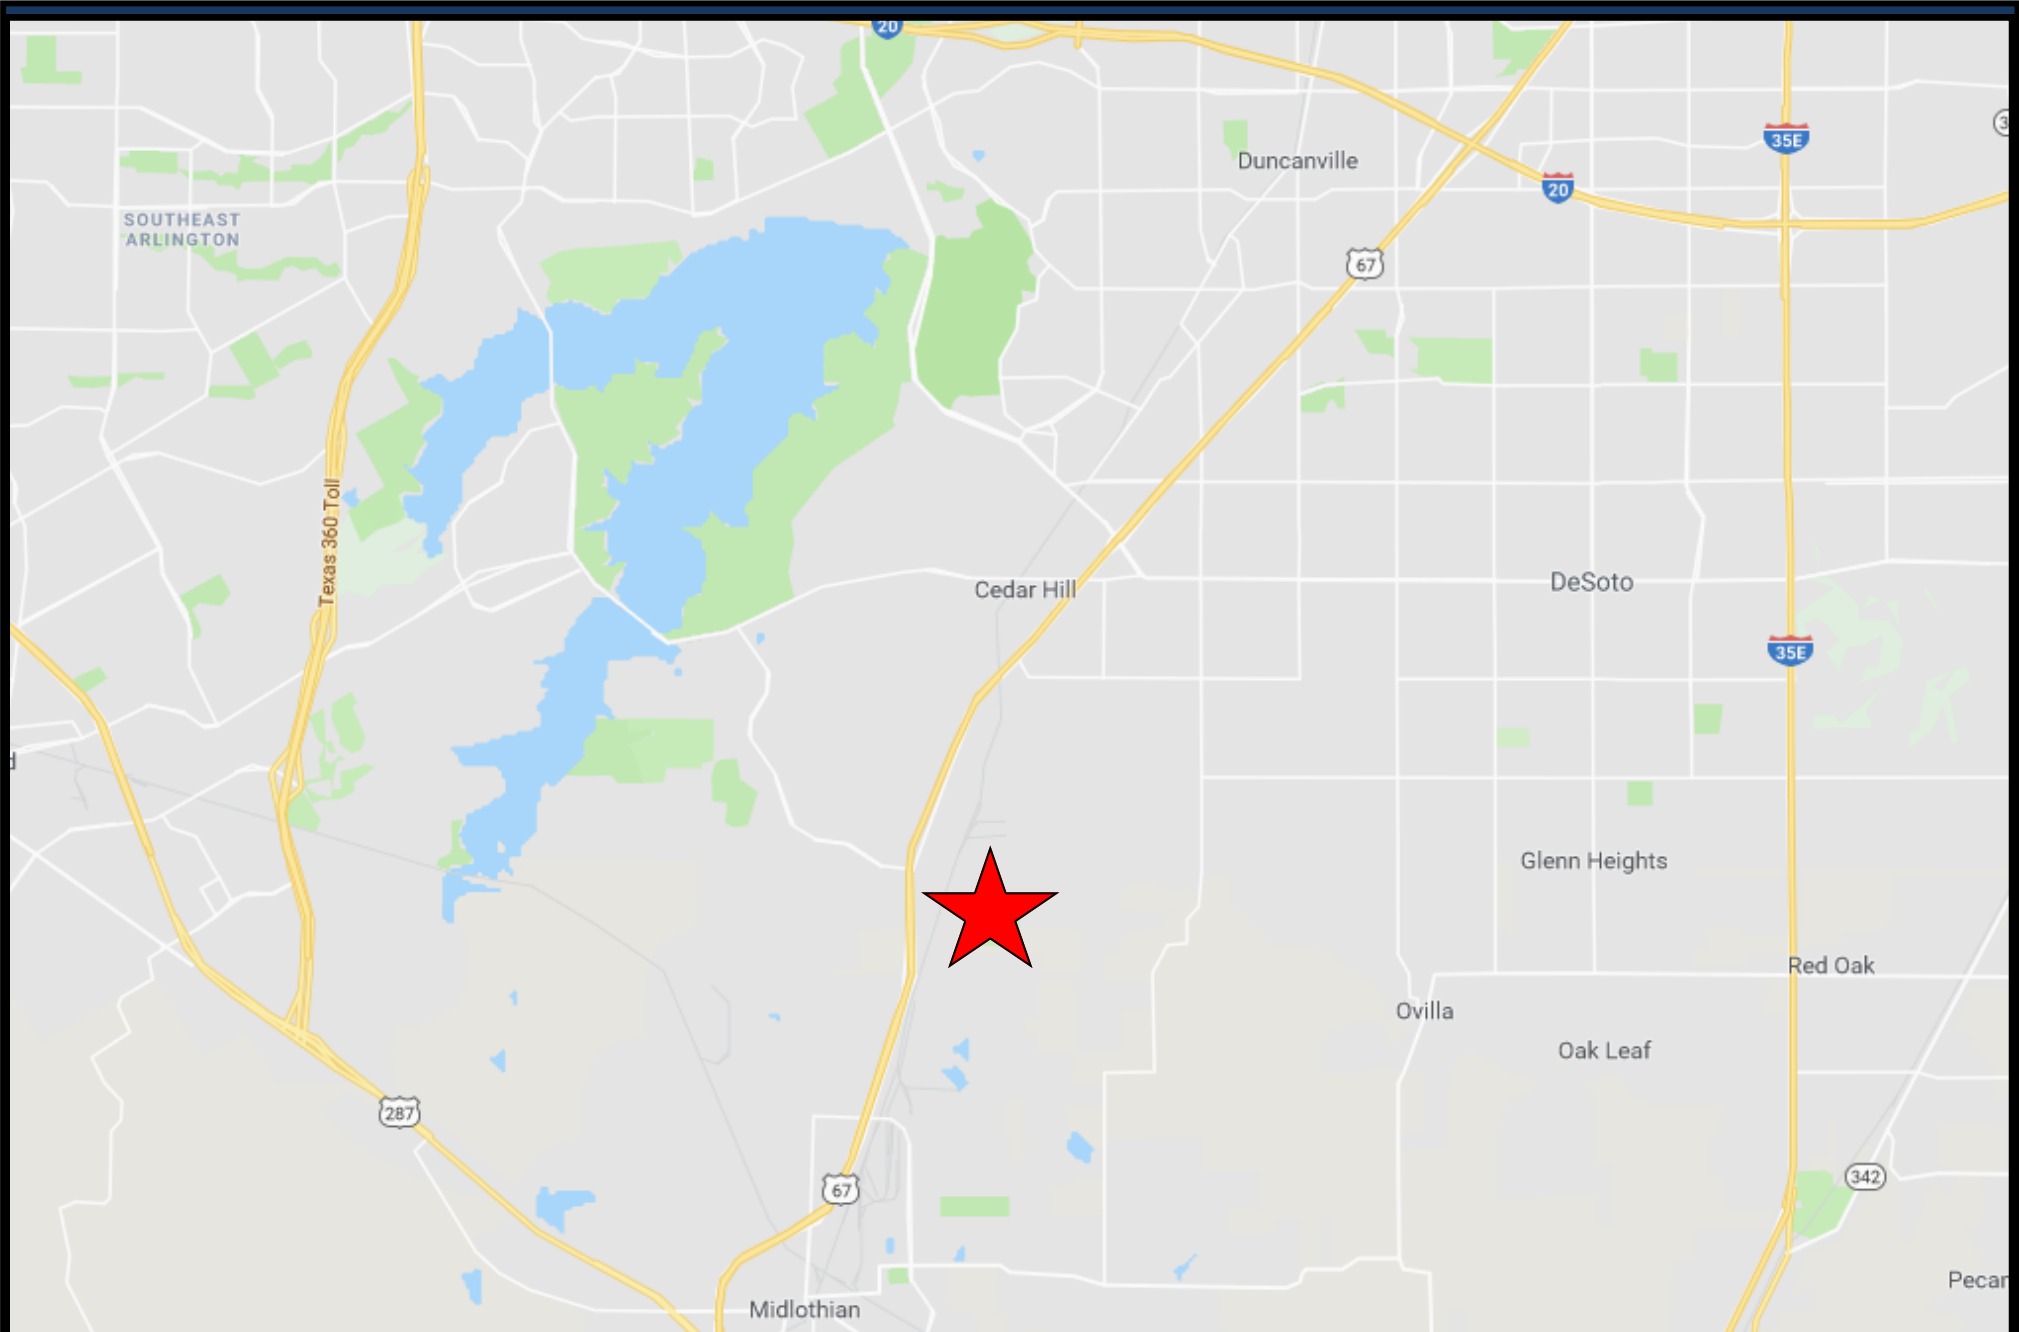 20
35E
Duncanville
20
SOUTHEAST
ARLINGTON
67
Texas 360 Toll
Cedar Hill
DeSoto
35E
Glenn Heights
Red Oak
Ovilla
Oak Leaf
287
342
67
Pecan
Midlothian